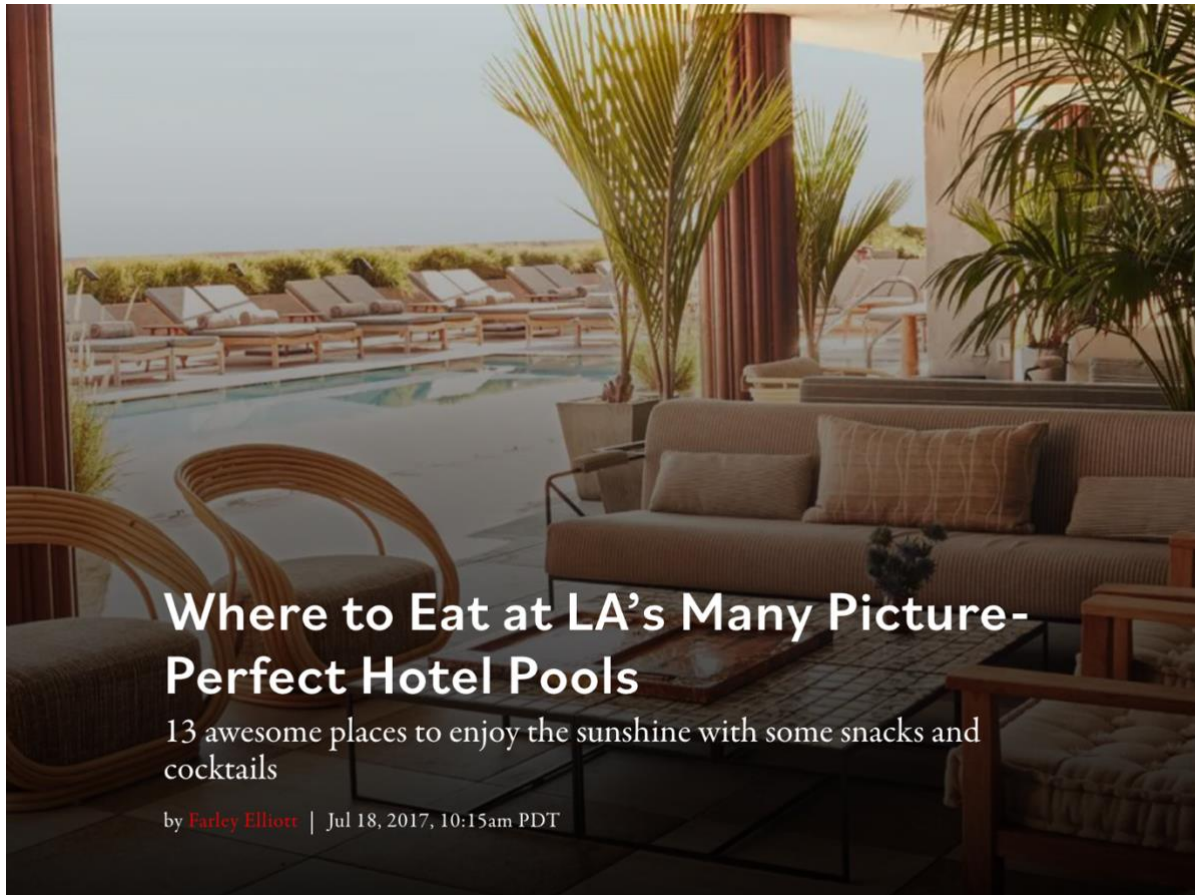 Where to Eat at LA’s Many Picture-
Perfect Hotel Pools
13 awesome places to enjoy the sunshine with some snacks and
cocktails
by Farley Elliott | Jul 18, 2017, 10:15am PDT